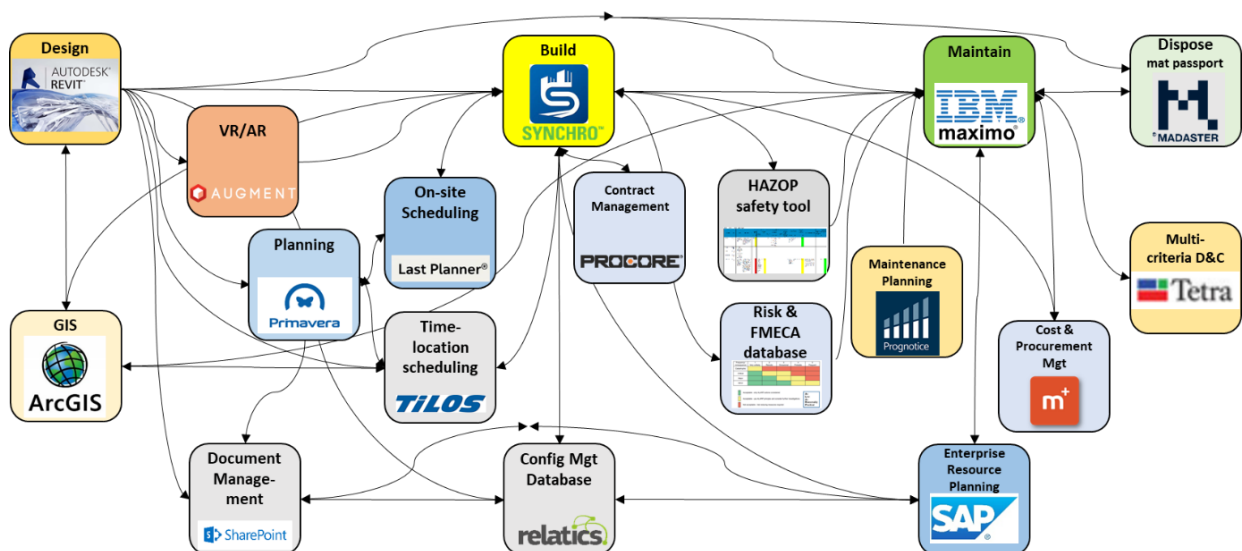 Design
AUTODESK®
REVIT®
Build
SYNCHRO™
Maintain
IBM®
maximo®
Dispose
mat passport
MADASTER
VR/AR
AUGMENT
On-site
Scheduling
Last Planner®
Contract
Management
PROCORE®
HAZOP
safety tool
Planning
Primavera
Maintenance
Planning
Prognotice
Multi-
criteria D&C
Tetra
GIS
ArcGIS
Time-
location
scheduling
TILOS
Risk &
FMECA
database
Cost &
Procurement
Mgt
m+
Document
Manage-
ment
SharePoint
Config Mgt
Database
relatics
Enterprise
Resource
Planning
SAP